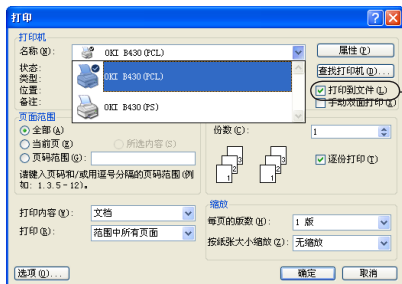 打印
打印机
名称(N): OKI B430(PCL) 属性(P)
状态: OKI B430(PCL) 查找打印机(D)...
类型:
位置: 打印到文件(L)
备注: OKI B430(PS) 手动双面打印(X)
页面范围
全部(A) 份数(C): 1
当前页(E) 所选内容(S)
页码范围(G): 逐份打印(T)
请键入页码和/或用逗号分隔的页码范围(例
如: 1,3,5-12)。
打印内容(W): 文档 缩放
打印(R): 范围中所有页面 每页的版数(H): 1 版
按纸张大小缩放(Z): 无缩放
选项(O)... 确定 取消